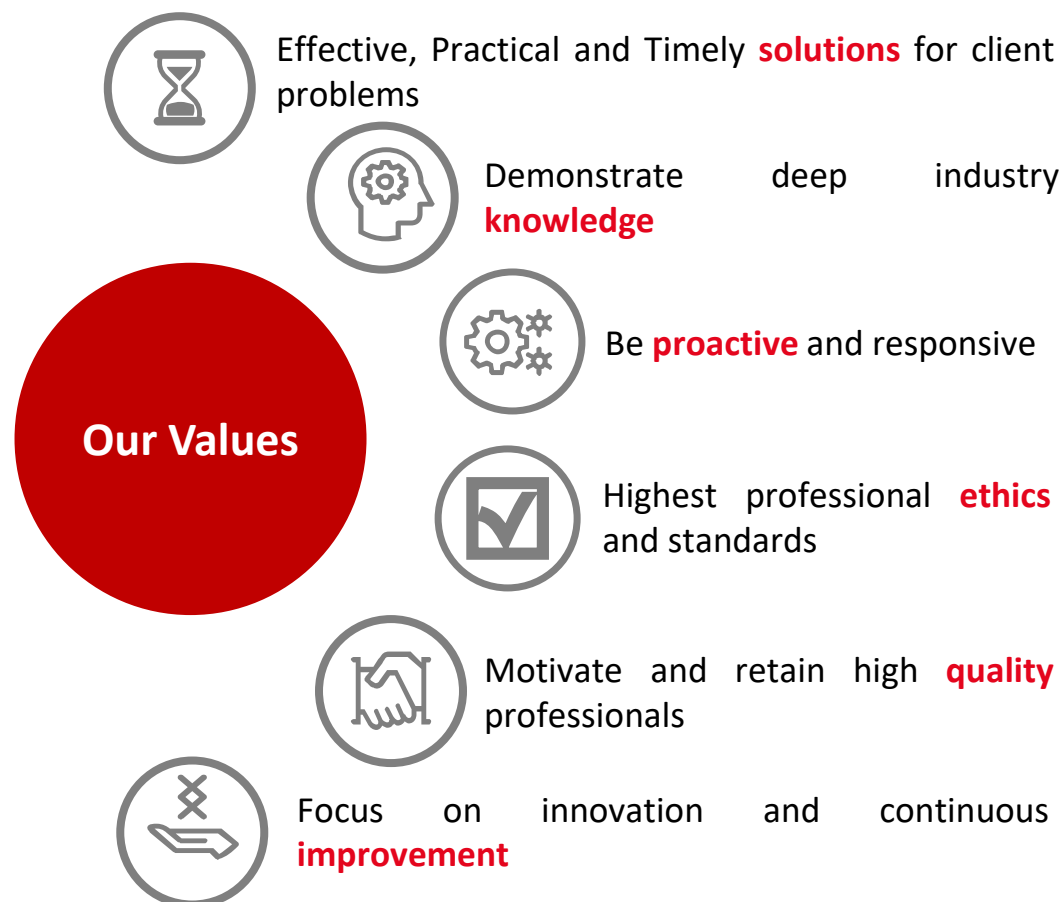 Effective, Practical and Timely solutions for client
problems
Demonstrate deep industry
knowledge
Be proactive and responsive
Our Values
Highest professional ethics
and standards
Motivate and retain high quality
professionals
Focus on innovation and continuous
improvement